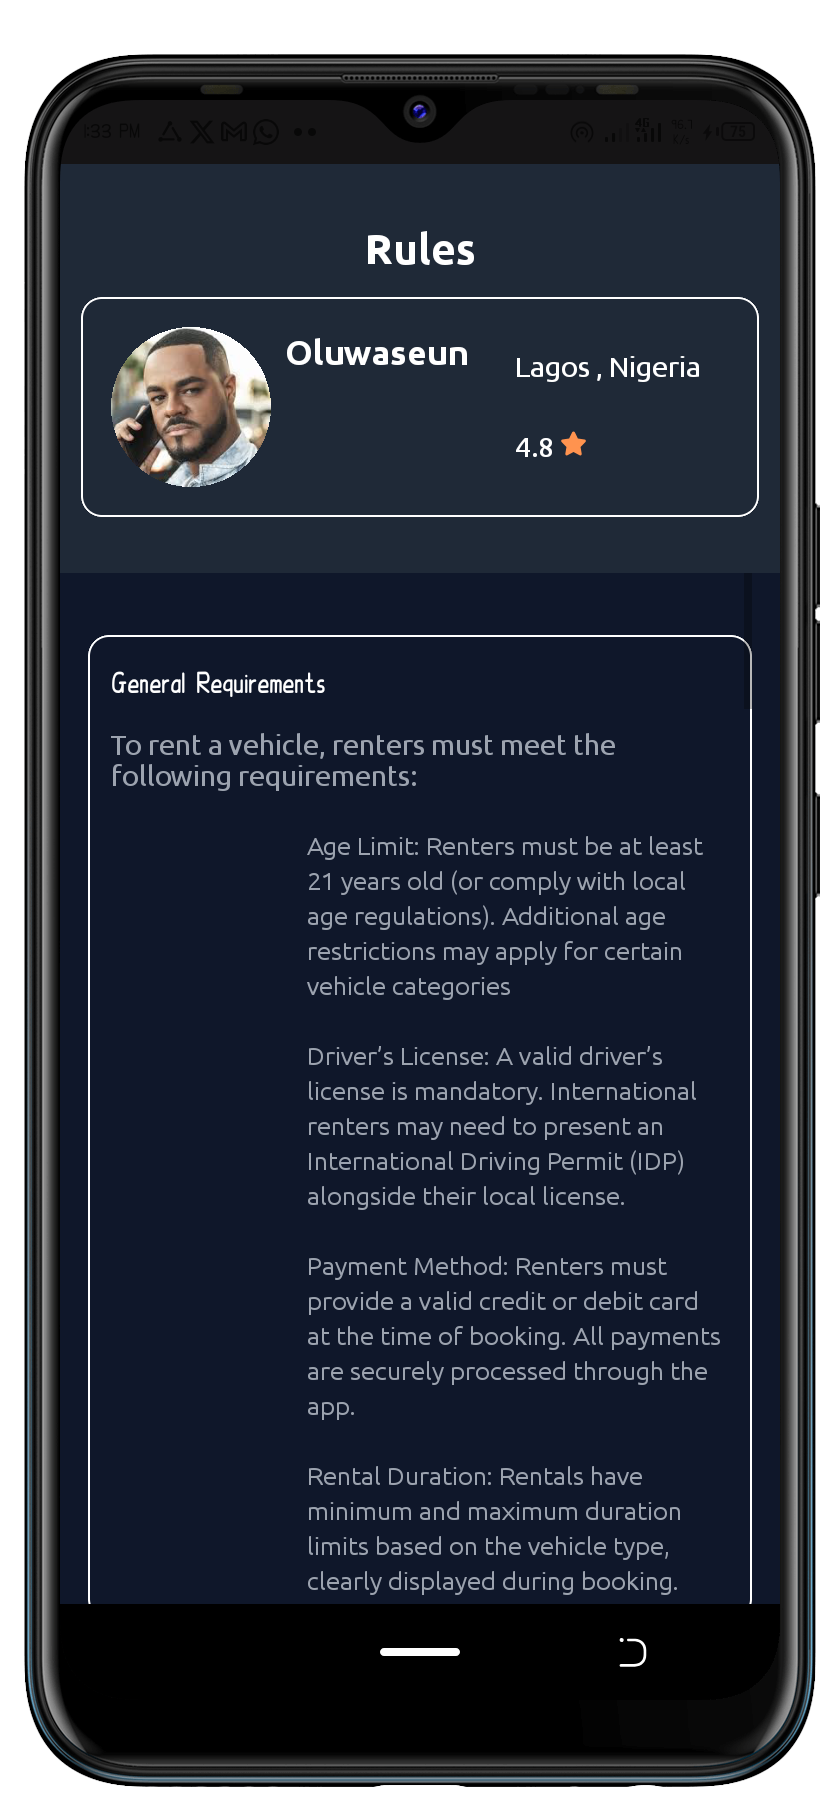 :33 PM
4G
75
Rules
Oluwaseun
Lagos , Nigeria
4.8
General Requirements
To rent a vehicle, renters must meet the
following requirements:
Age Limit: Renters must be at least
21 years old (or comply with local
age regulations). Additional age
restrictions may apply for certain
vehicle categories
Driver’s License: A valid driver’s
license is mandatory. International
renters may need to present an
International Driving Permit (IDP)
alongside their local license.
Payment Method: Renters must
provide a valid credit or debit card
at the time of booking. All payments
are securely processed through the
app.
Rental Duration: Rentals have
minimum and maximum duration
limits based on the vehicle type,
clearly displayed during booking.